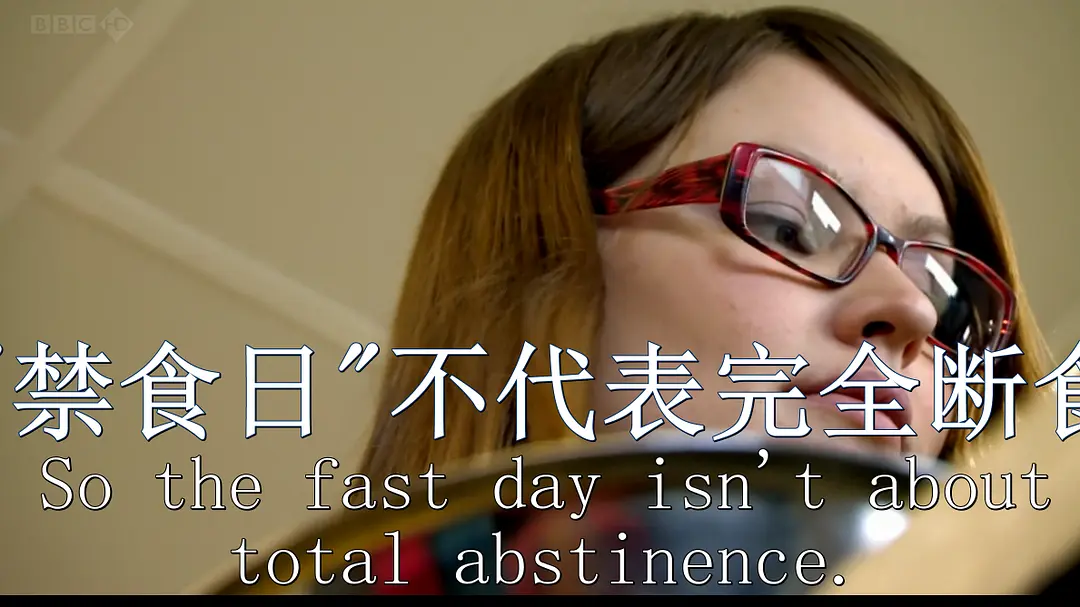 BBC HD
"禁食日"不代表完全断食
So the fast day isn't about
total abstinence.